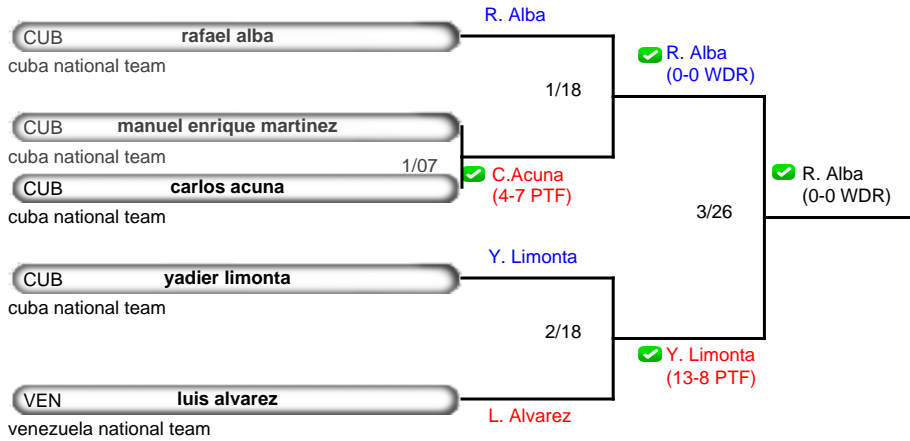 R. Alba
CUB rafael alba
cuba national team
R. Alba
(0-0 WDR)
1/18
CUB manuel enrique martinez
cuba national team
1/07
C.Acuna
(4-7 PTF)
CUB carlos acuna
cuba national team
R. Alba
(0-0 WDR)
3/26
Y. Limonta
CUB yadier limonta
cuba national team
2/18
Y. Limonta
(13-8 PTF)
VEN luis alvarez
L. Alvarez
venezuela national team